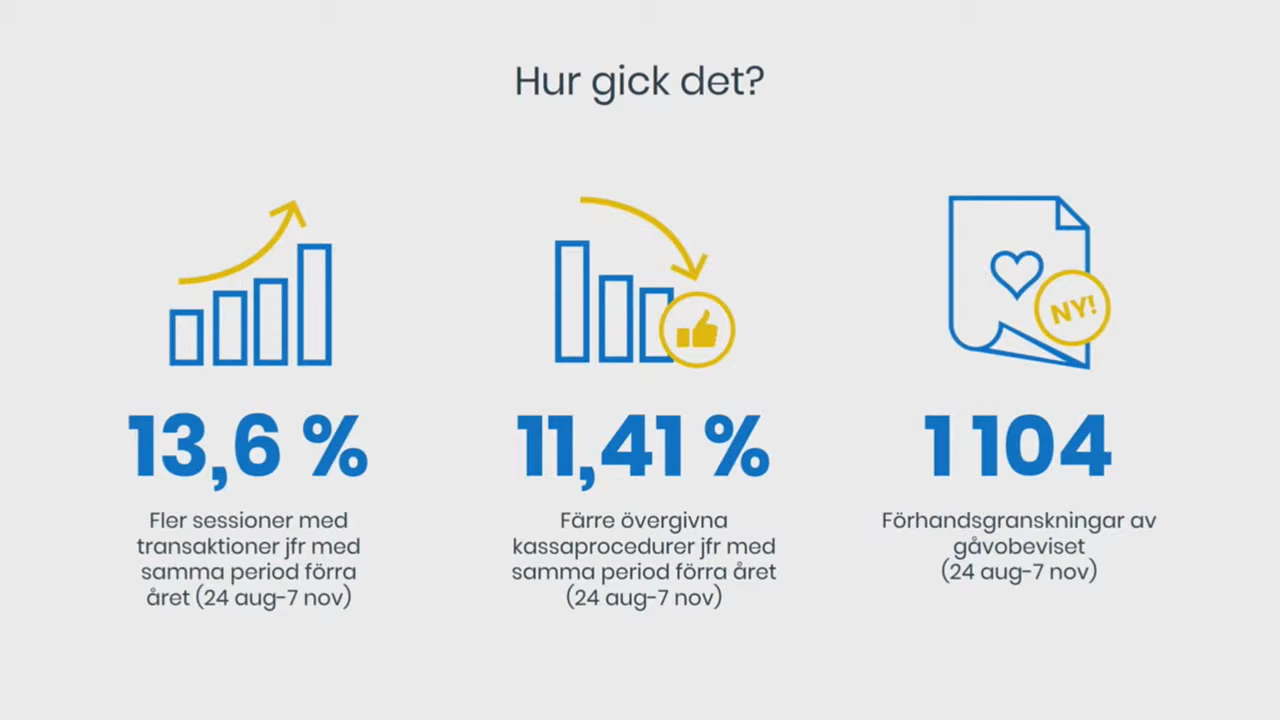 Hur gick det?
NY!
13,6 %
Fler sessioner med
transaktioner jfr med
samma period förra
året (24 aug-7 nov)
11,41 %
Färre övergivna
kassaprocedurer jfr med
samma period förra året
(24 aug-7 nov)
1 104
Förhandsgranskningar av
gåvobeviset
(24 aug-7 nov)